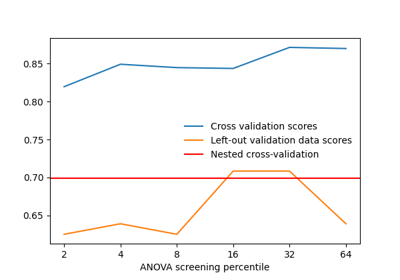 0.85
0.80
0.75
0.70
0.65
Cross validation scores
Left-out validation data scores
Nested cross-validation
2 4 8 16 32 64
ANOVA screening percentile